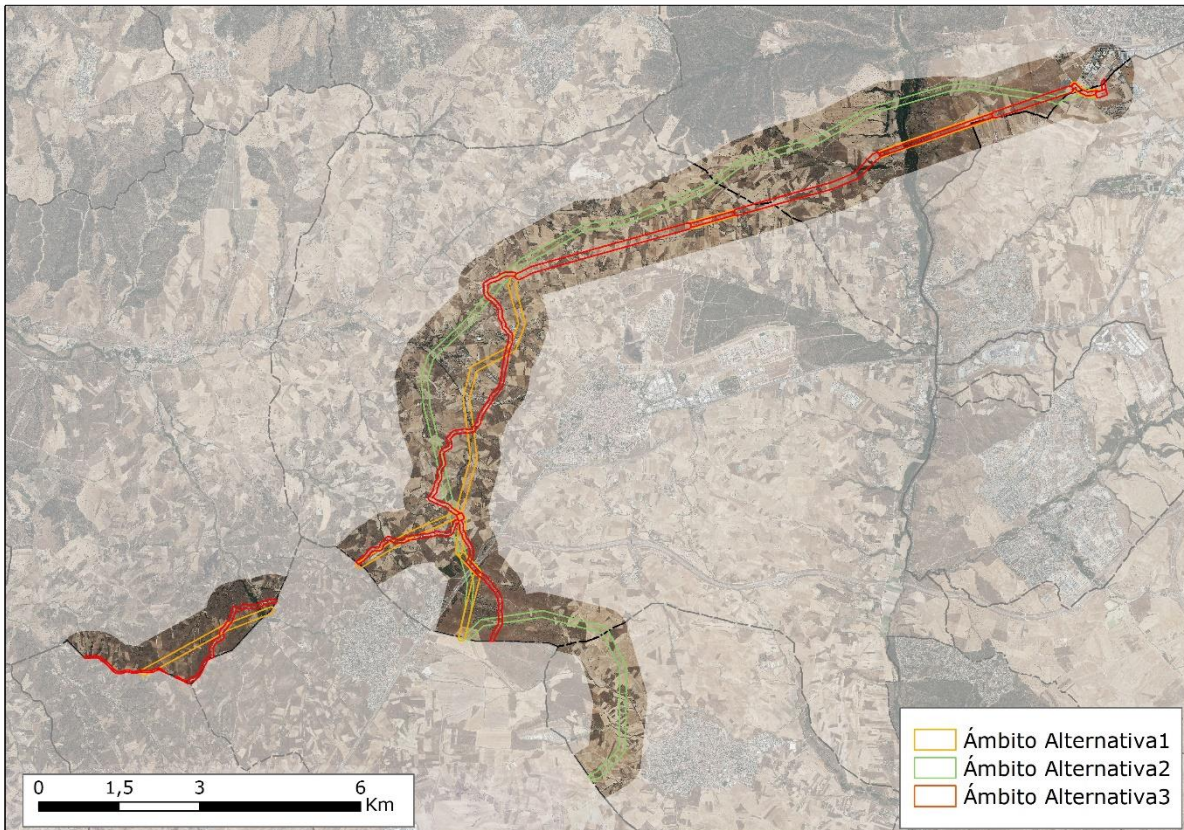 0 1,5 3 6
Km
Ámbito Alternativa1
Ámbito Alternativa2
Ámbito Alternativa3